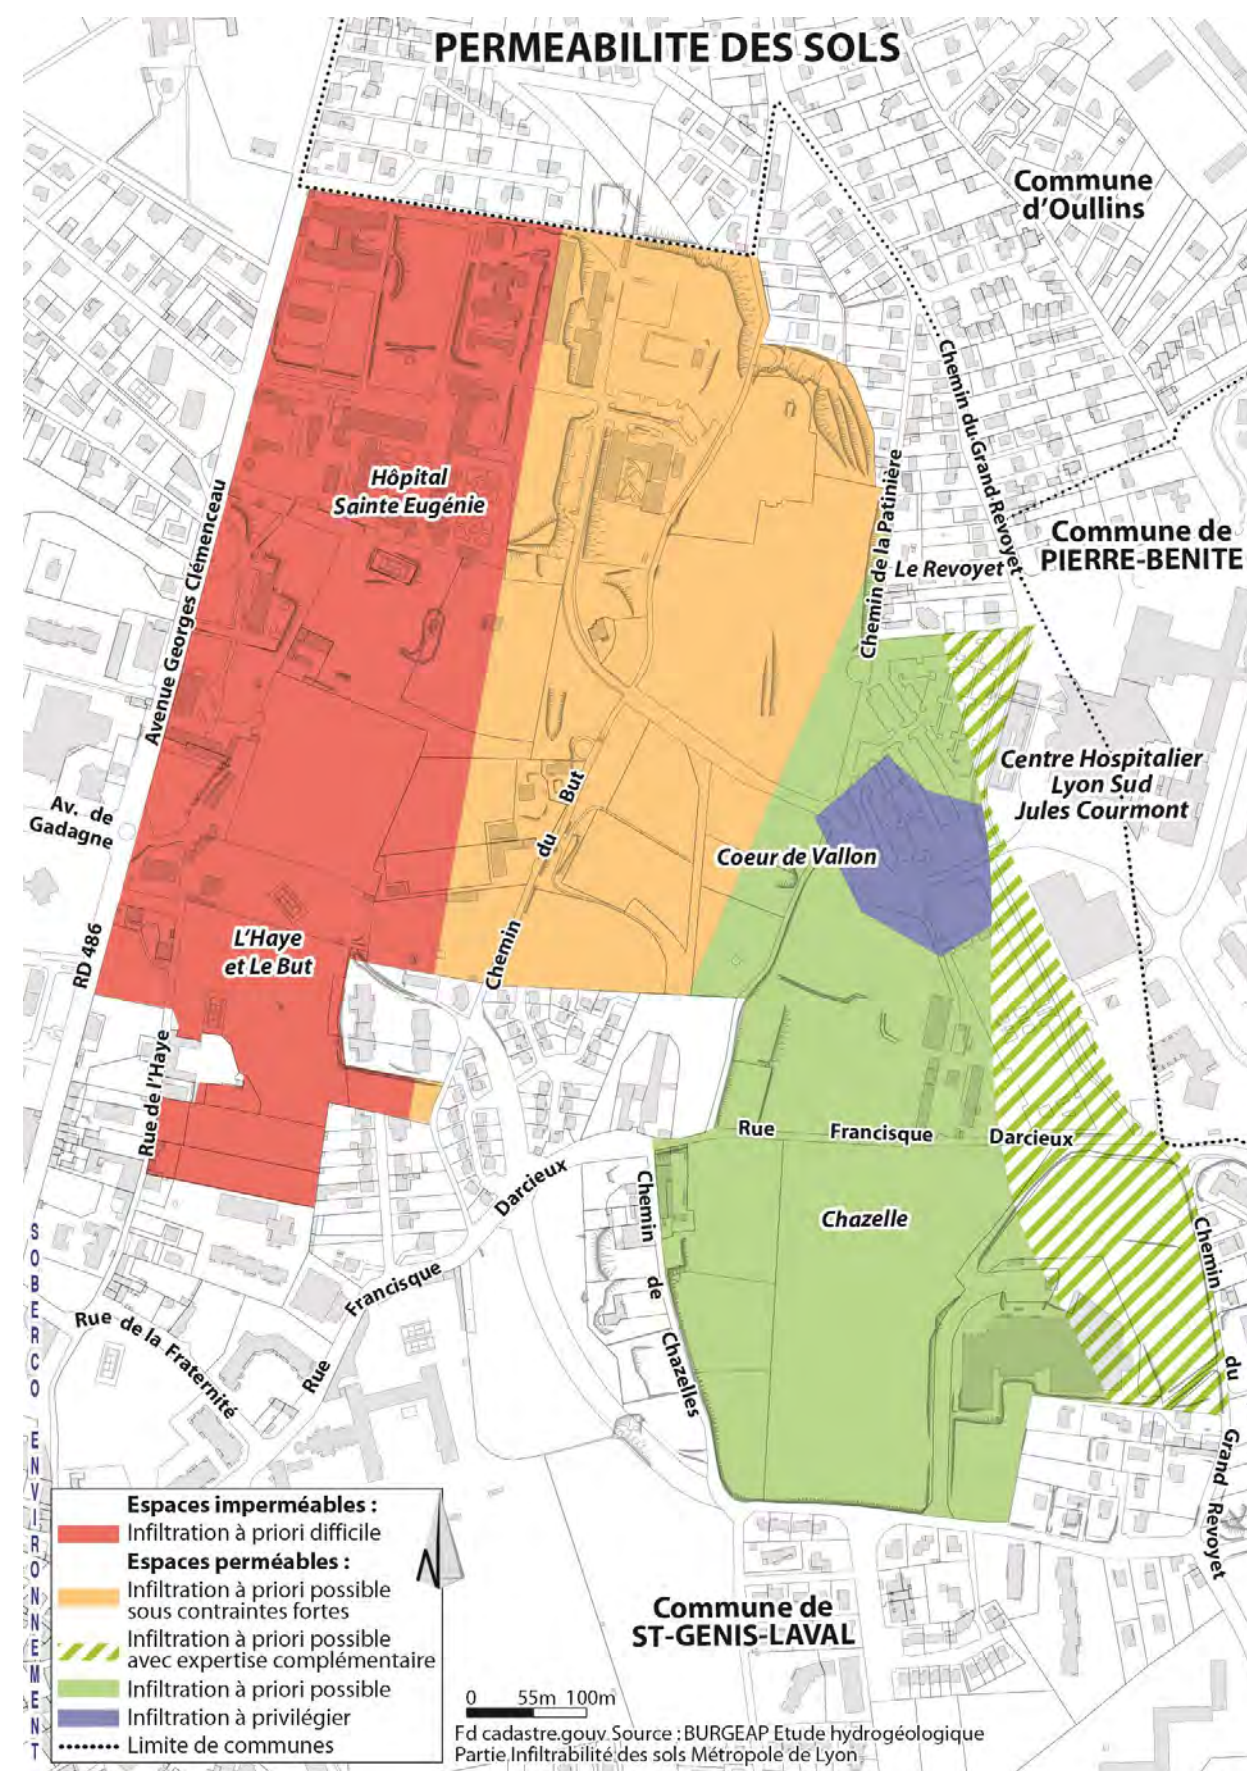 PERMEABILITE DES SOLS
Commune
d'Oullins
Chemin du Grand Revoyet
Hôpital
Sainte Eugénie
Avenue Georges Clémenceau
Chemin de la Patinière
Le Revoyet
Commune de
PIERRE-BENITE
Centre Hospitalier
Lyon Sud
Jules Courmont
Av. de
Gadagne
Chemin du But
Coeur de Vallon
RD 486
L'Haye
et Le But
Rue de l'Haye
Rue Francisque Darcieux
Chemin de Chazelles
Chazelle
Chemin du Grand Revoyet
Rue Francisque Darcieux
Rue de la Fraternité
SOBERCO ENVIRONNEMENT
Espaces imperméables :
Infiltration à priori difficile
Espaces perméables :
Infiltration à priori possible
sous contraintes fortes
Infiltration à priori possible
avec expertise complémentaire
Infiltration à priori possible
Infiltration à privilégier
Limite de communes
N
Commune de
ST-GENIS-LAVAL
0 55m 100m
Fd cadastre.gouv Source : BURGEAP Etude hydrogéologique
Partie Infiltrabilité des sols Métropole de Lyon